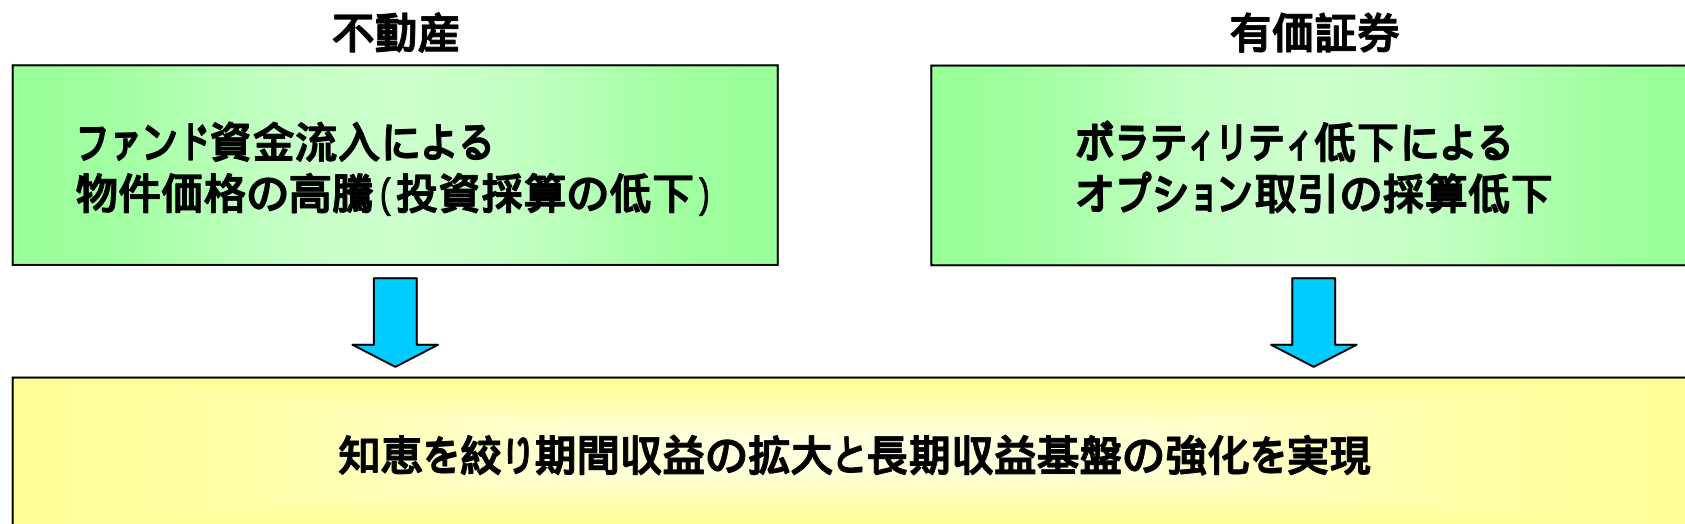 不動産
ファンド資金流入による
物件価格の高騰(投資採算の低下)
有価証券
ボラティリティ低下による
オプション取引の採算低下
知恵を絞り期間収益の拡大と長期収益基盤の強化を実現